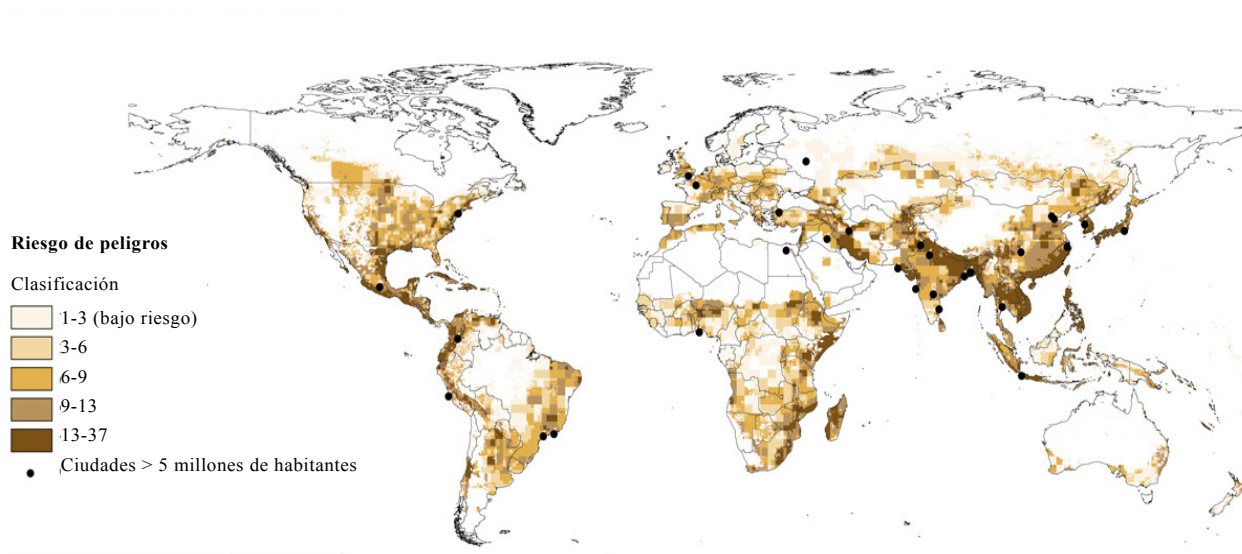 Riesgo de peligros
Clasificación
1-3 (bajo riesgo)
3-6
6-9
9-13
13-37
Ciudades > 5 millones de habitantes